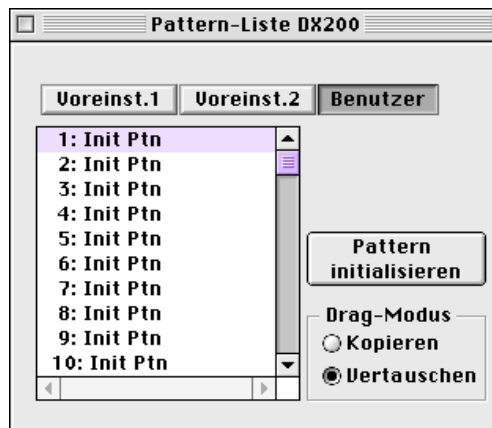 Pattern-Liste DX200
Voreinst.1 Voreinst.2 Benutzer
1: Init Ptn
2: Init Ptn
3: Init Ptn
4: Init Ptn
5: Init Ptn
6: Init Ptn
7: Init Ptn
8: Init Ptn
9: Init Ptn
10: Init Ptn
Pattern
initialisieren
Drag-Modus
Kopieren
Vertauschen